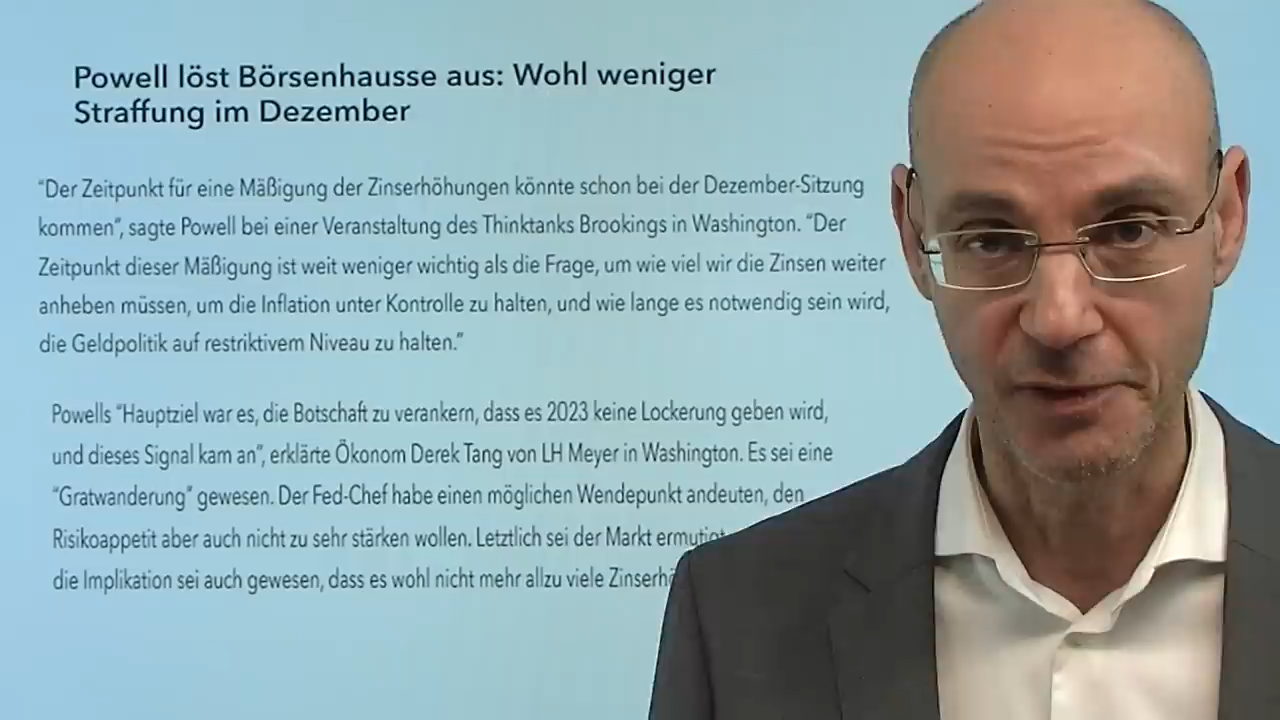 Powell löst Börsenhausse aus: Wohl weniger
Straffung im Dezember
“Der Zeitpunkt für eine Mäßigung der Zinserhöhungen könnte schon bei der Dezember-Sitzung
kommen”, sagte Powell bei einer Veranstaltung des Thinktanks Brookings in Washington. “Der
Zeitpunkt dieser Mäßigung ist weit weniger wichtig als die Frage, um wie viel wir die Zinsen weiter
anheben müssen, um die Inflation unter Kontrolle zu halten, und wie lange es notwendig sein wird,
die Geldpolitik auf restriktivem Niveau zu halten.”
Powells “Hauptziel war es, die Botschaft zu verankern, dass es 2023 keine Lockerung geben wird,
und dieses Signal kam an”, erklärte Ökonom Derek Tang von LH Meyer in Washington. Es sei eine
“Gratwanderung” gewesen. Der Fed-Chef habe einen möglichen Wendepunkt andeuten, den
Risikoappetit aber auch nicht zu sehr stärken wollen. Letztlich sei der Markt
die Implikation sei auch gewesen, dass es wohl nicht mehr allzu viele